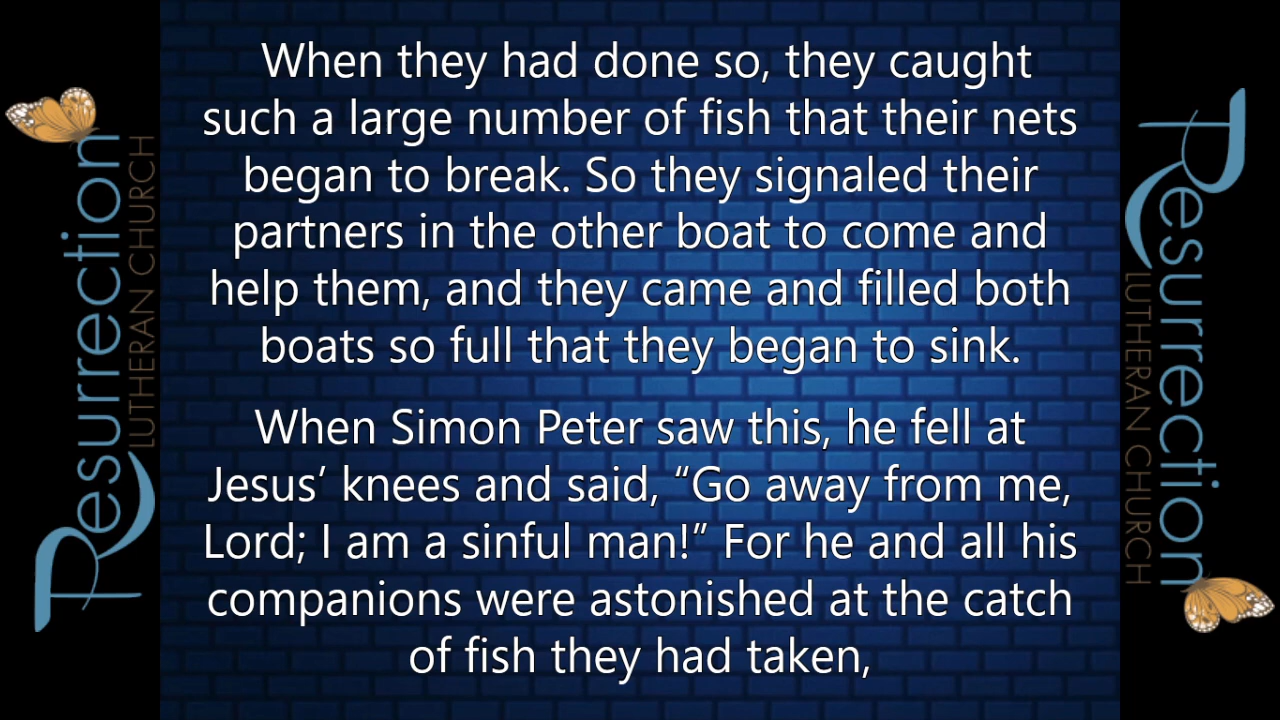 When they had done so, they caught
such a large number of fish that their nets
began to break. So they signaled their
partners in the other boat to come and
help them, and they came and filled both
boats so full that they began to sink.
When Simon Peter saw this, he fell at
Jesus’ knees and said, “Go away from me,
Lord; I am a sinful man!” For he and all his
companions were astonished at the catch
of fish they had taken,
Resurrection
LUTHERAN CHURCH
Resurrection
LUTHERAN CHURCH